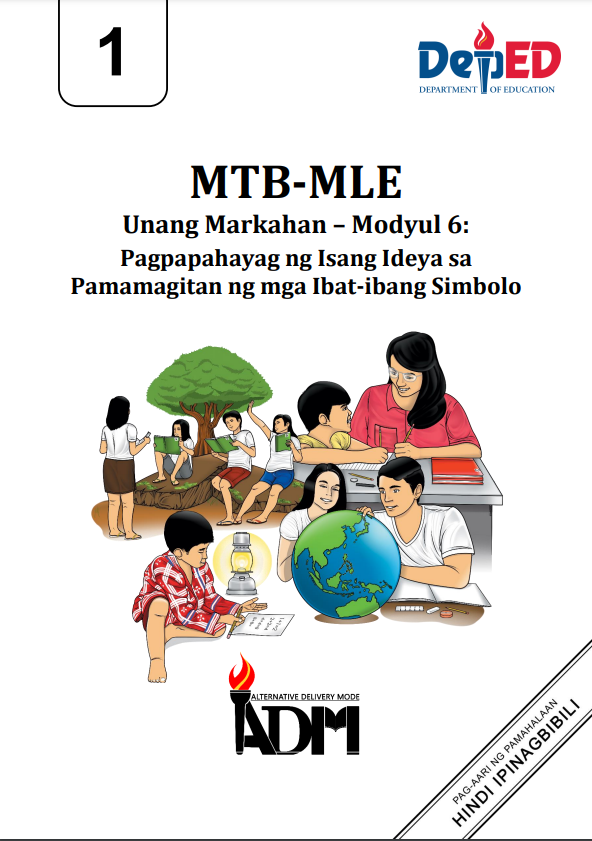 1
DepED
DEPARTMENT OF EDUCATION
MTB-MLE
Unang Markahan – Modyul 6:
Pagpapahayag ng Isang Ideya sa
Pamamagitan ng mga Ibat-ibang Simbolo
ALTERNATIVE DELIVERY MODE
ADM
PAG-AARI NG PAMAHALAAN
HINDI IPINAGBIBILI